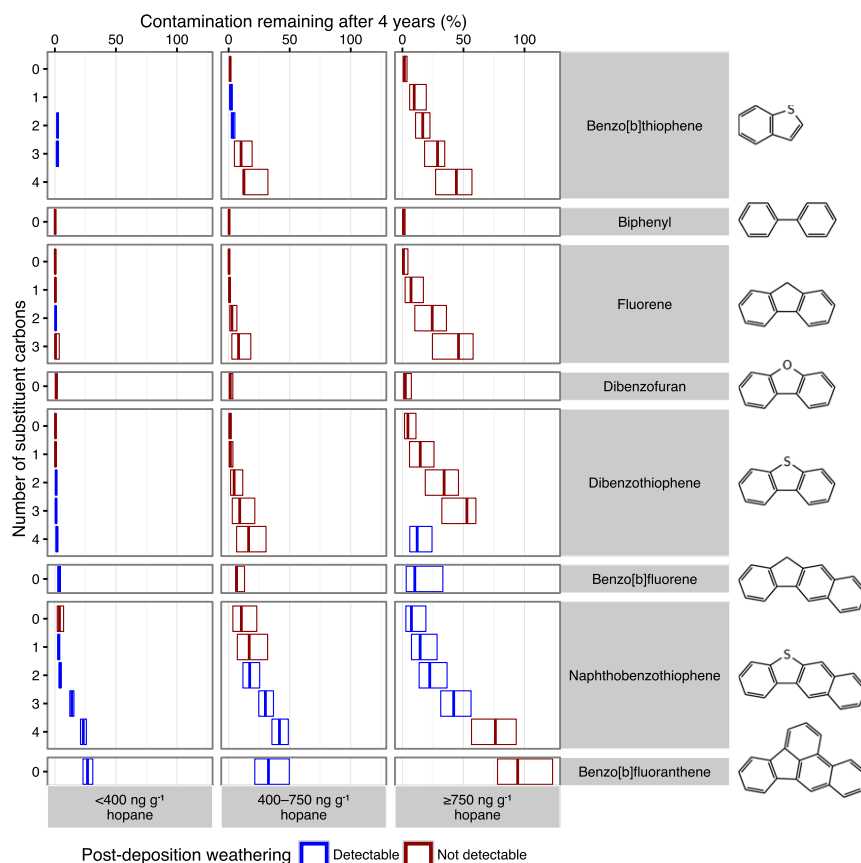 Contamination remaining after 4 years (%)
0 50 100 0 50 100 0 50 100
Number of substituent carbons
0
1
2
3
4
Benzo[b]thiophene
S
0
Biphenyl
0
1
2
3
Fluorene
0
Dibenzofuran
O
0
1
2
3
4
Dibenzothiophene
S
0
Benzo[b]fluorene
0
1
2
3
4
Naphthobenzothiophene
S
0
Benzo[b]fluoranthene
<400 ng g⁻¹
hopane
400–750 ng g⁻¹
hopane
≥750 ng g⁻¹
hopane
Post-deposition weathering Detectable Not detectable